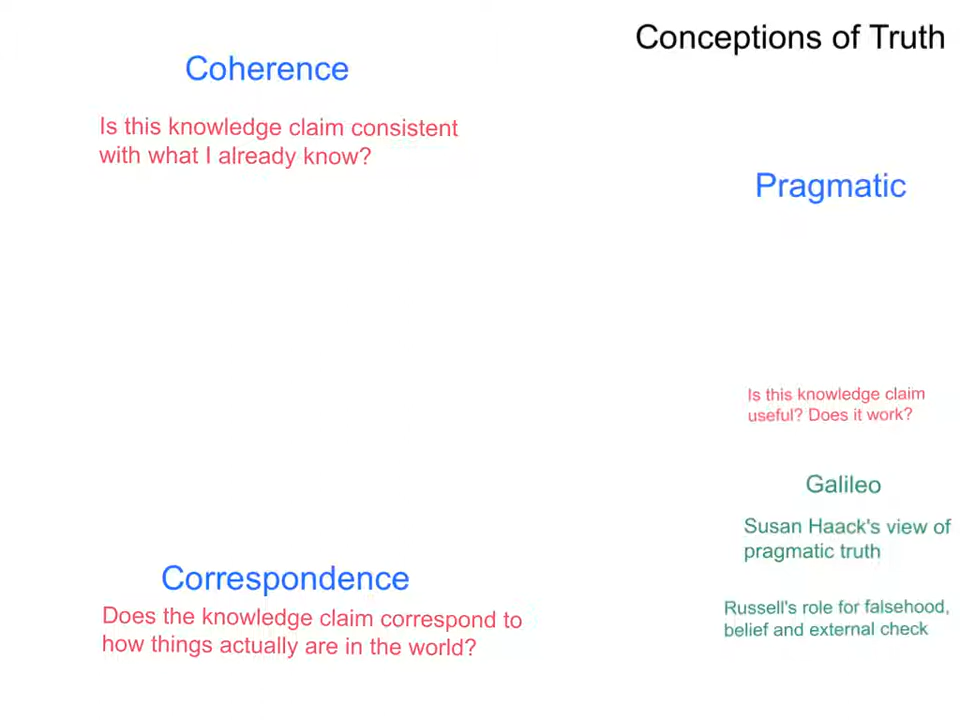 Conceptions of Truth
Coherence
Is this knowledge claim consistent
with what I already know?
Pragmatic
Is this knowledge claim
useful? Does it work?
Galileo
Susan Haack's view of
pragmatic truth
Russell's role for falsehood,
belief and external check
Correspondence
Does the knowledge claim correspond to
how things actually are in the world?